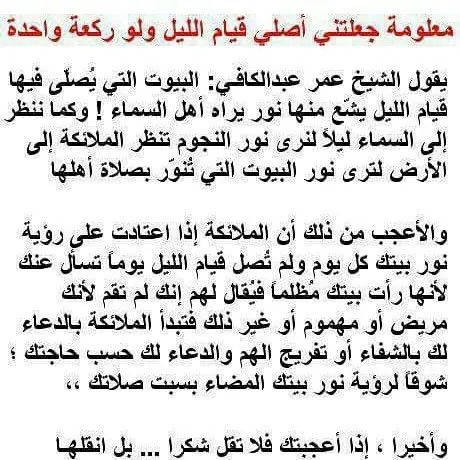 معلومة جعلتني أصلي قيام الليل ولو ركعة واحدة
يقول الشيخ عمر عبدالكافي: البيوت التي يُصلّى فيها
قيام الليل يشعّ منها نور يراه أهل السماء ! وكما ننظر
إلى السماء ليلاً لنرى نور النجوم تنظر الملائكة إلى
الأرض لترى نور البيوت التي تُنوّر بصلاة أهلها
والأعجب من ذلك أن الملائكة إذا اعتادت على رؤية
نور بيتك كل يوم ولم تُصل قيام الليل يوماً تسأل عنك
لأنها رأت بيتك مُظلماً فيُقال لهم إنك لم تقم لأنك
مريض أو مهموم أو غير ذلك فتبدأ الملائكة بالدعاء
لك بالشفاء أو تفريج الهم والدعاء لك حسب حاجتك ؛
شوقاً لرؤية نور بيتك المضاء بسبت صلاتك ،،
وأخيرا ، إذا أعجبتك فلا تقل شكرا ... بل انقلها